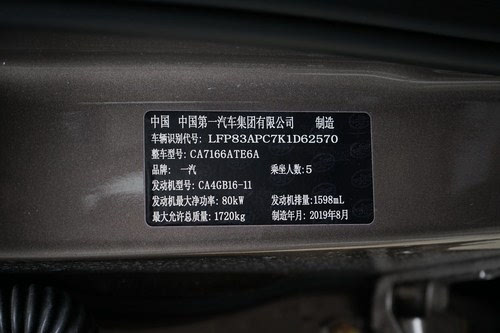 中国 中国第一汽车集团有限公司 制造
车辆识别代号: LFP83APC7K1D62570
整车型号: CA7166ATE6A
品牌: 一汽 乘坐人数: 5
发动机型号: CA4GB16-11
发动机最大净功率: 80kW 发动机排量: 1598mL
最大允许总质量: 1720kg 制造年月: 2019年8月